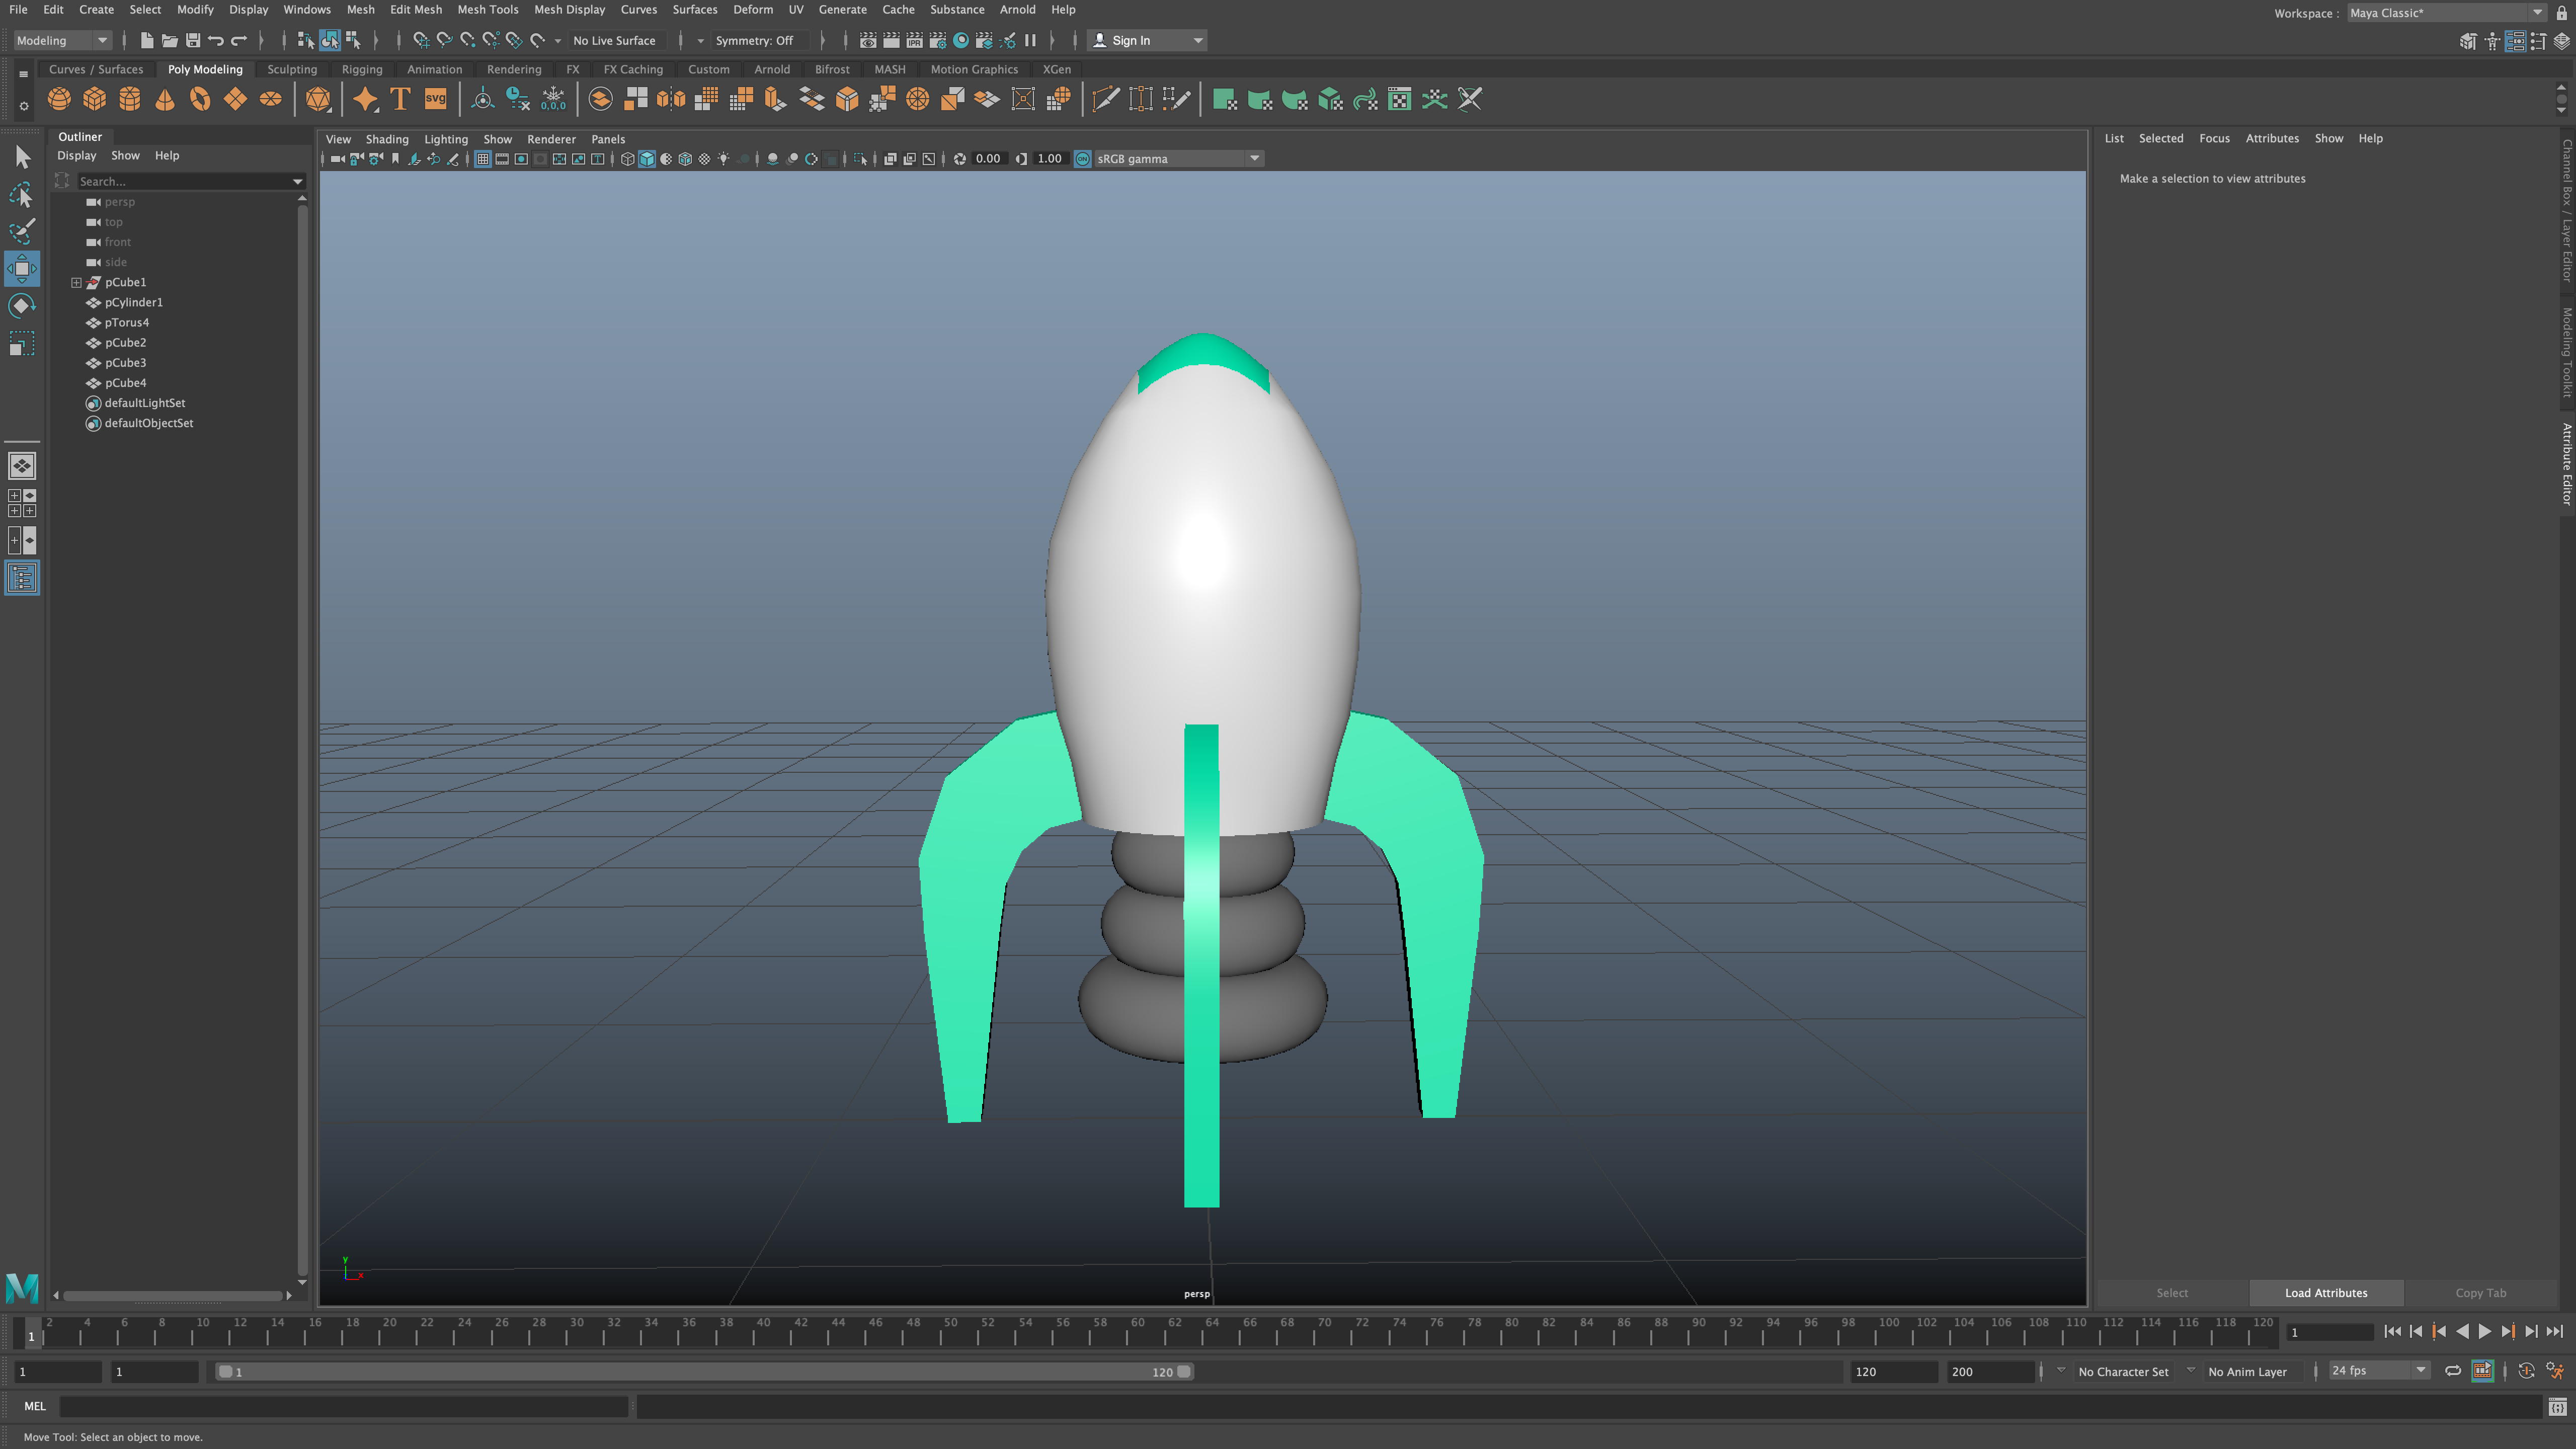 File Edit Create Select Modify Display Windows Mesh Edit Mesh Mesh Tools Mesh Display Curves Surfaces Deform UV Generate Cache Substance Arnold Help
Workspace : Maya Classic*
Modeling No Live Surface Symmetry: Off Sign In
Curves / Surfaces Poly Modeling Sculpting Rigging Animation Rendering FX FX Caching Custom Arnold Bifrost MASH Motion Graphics XGen
T svg 0,0,0
Outliner
Display Show Help
Search...
persp
top
front
side
pCube1
pCylinder1
pTorus4
pCube2
pCube3
pCube4
defaultLightSet
defaultObjectSet
View Shading Lighting Show Renderer Panels
0.00 1.00 ON sRGB gamma
y
x
persp
List Selected Focus Attributes Show Help
Make a selection to view attributes
Channel Box / Layer Editor
Modeling Toolkit
Attribute Editor
Select Load Attributes Copy Tab
1 2 4 6 8 10 12 14 16 18 20 22 24 26 28 30 32 34 36 38 40 42 44 46 48 50 52 54 56 58 60 62 64 66 68 70 72 74 76 78 80 82 84 86 88 90 92 94 96 98 100 102 104 106 108 110 112 114 116 118 120 1
1 1 1 120 120 200 No Character Set No Anim Layer 24 fps
MEL
Move Tool: Select an object to move.